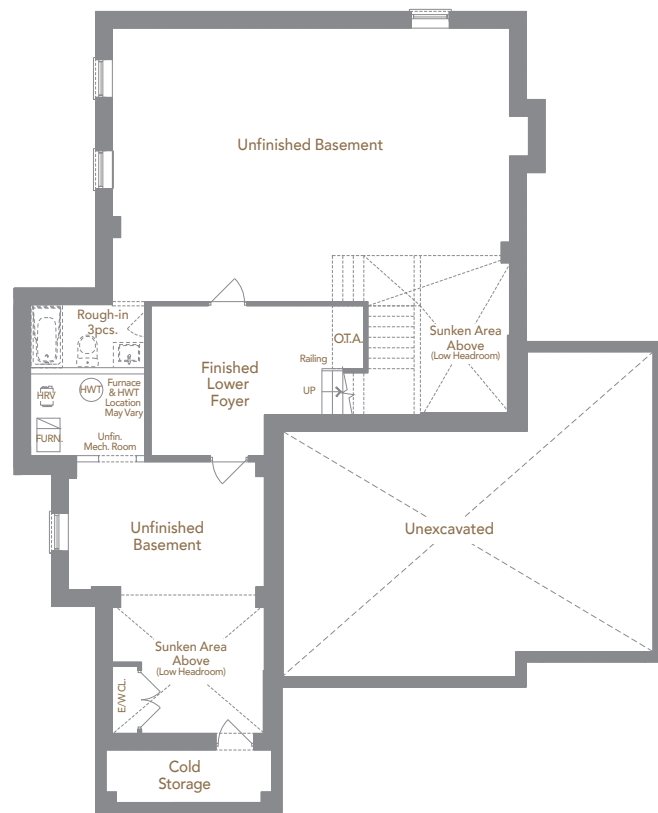 Unfinished Basement
Rough-in
3pcs.
O.T.A.
Sunken Area
Above
(Low Headroom)
Finished
Lower
Foyer
Railing
UP
HRV
HWT
Furnace
& HWT
Location
May Vary
FURN.
Unfin.
Mech. Room
Unfinished
Basement
Unexcavated
Sunken Area
Above
(Low Headroom)
E/W CL.
Cold
Storage